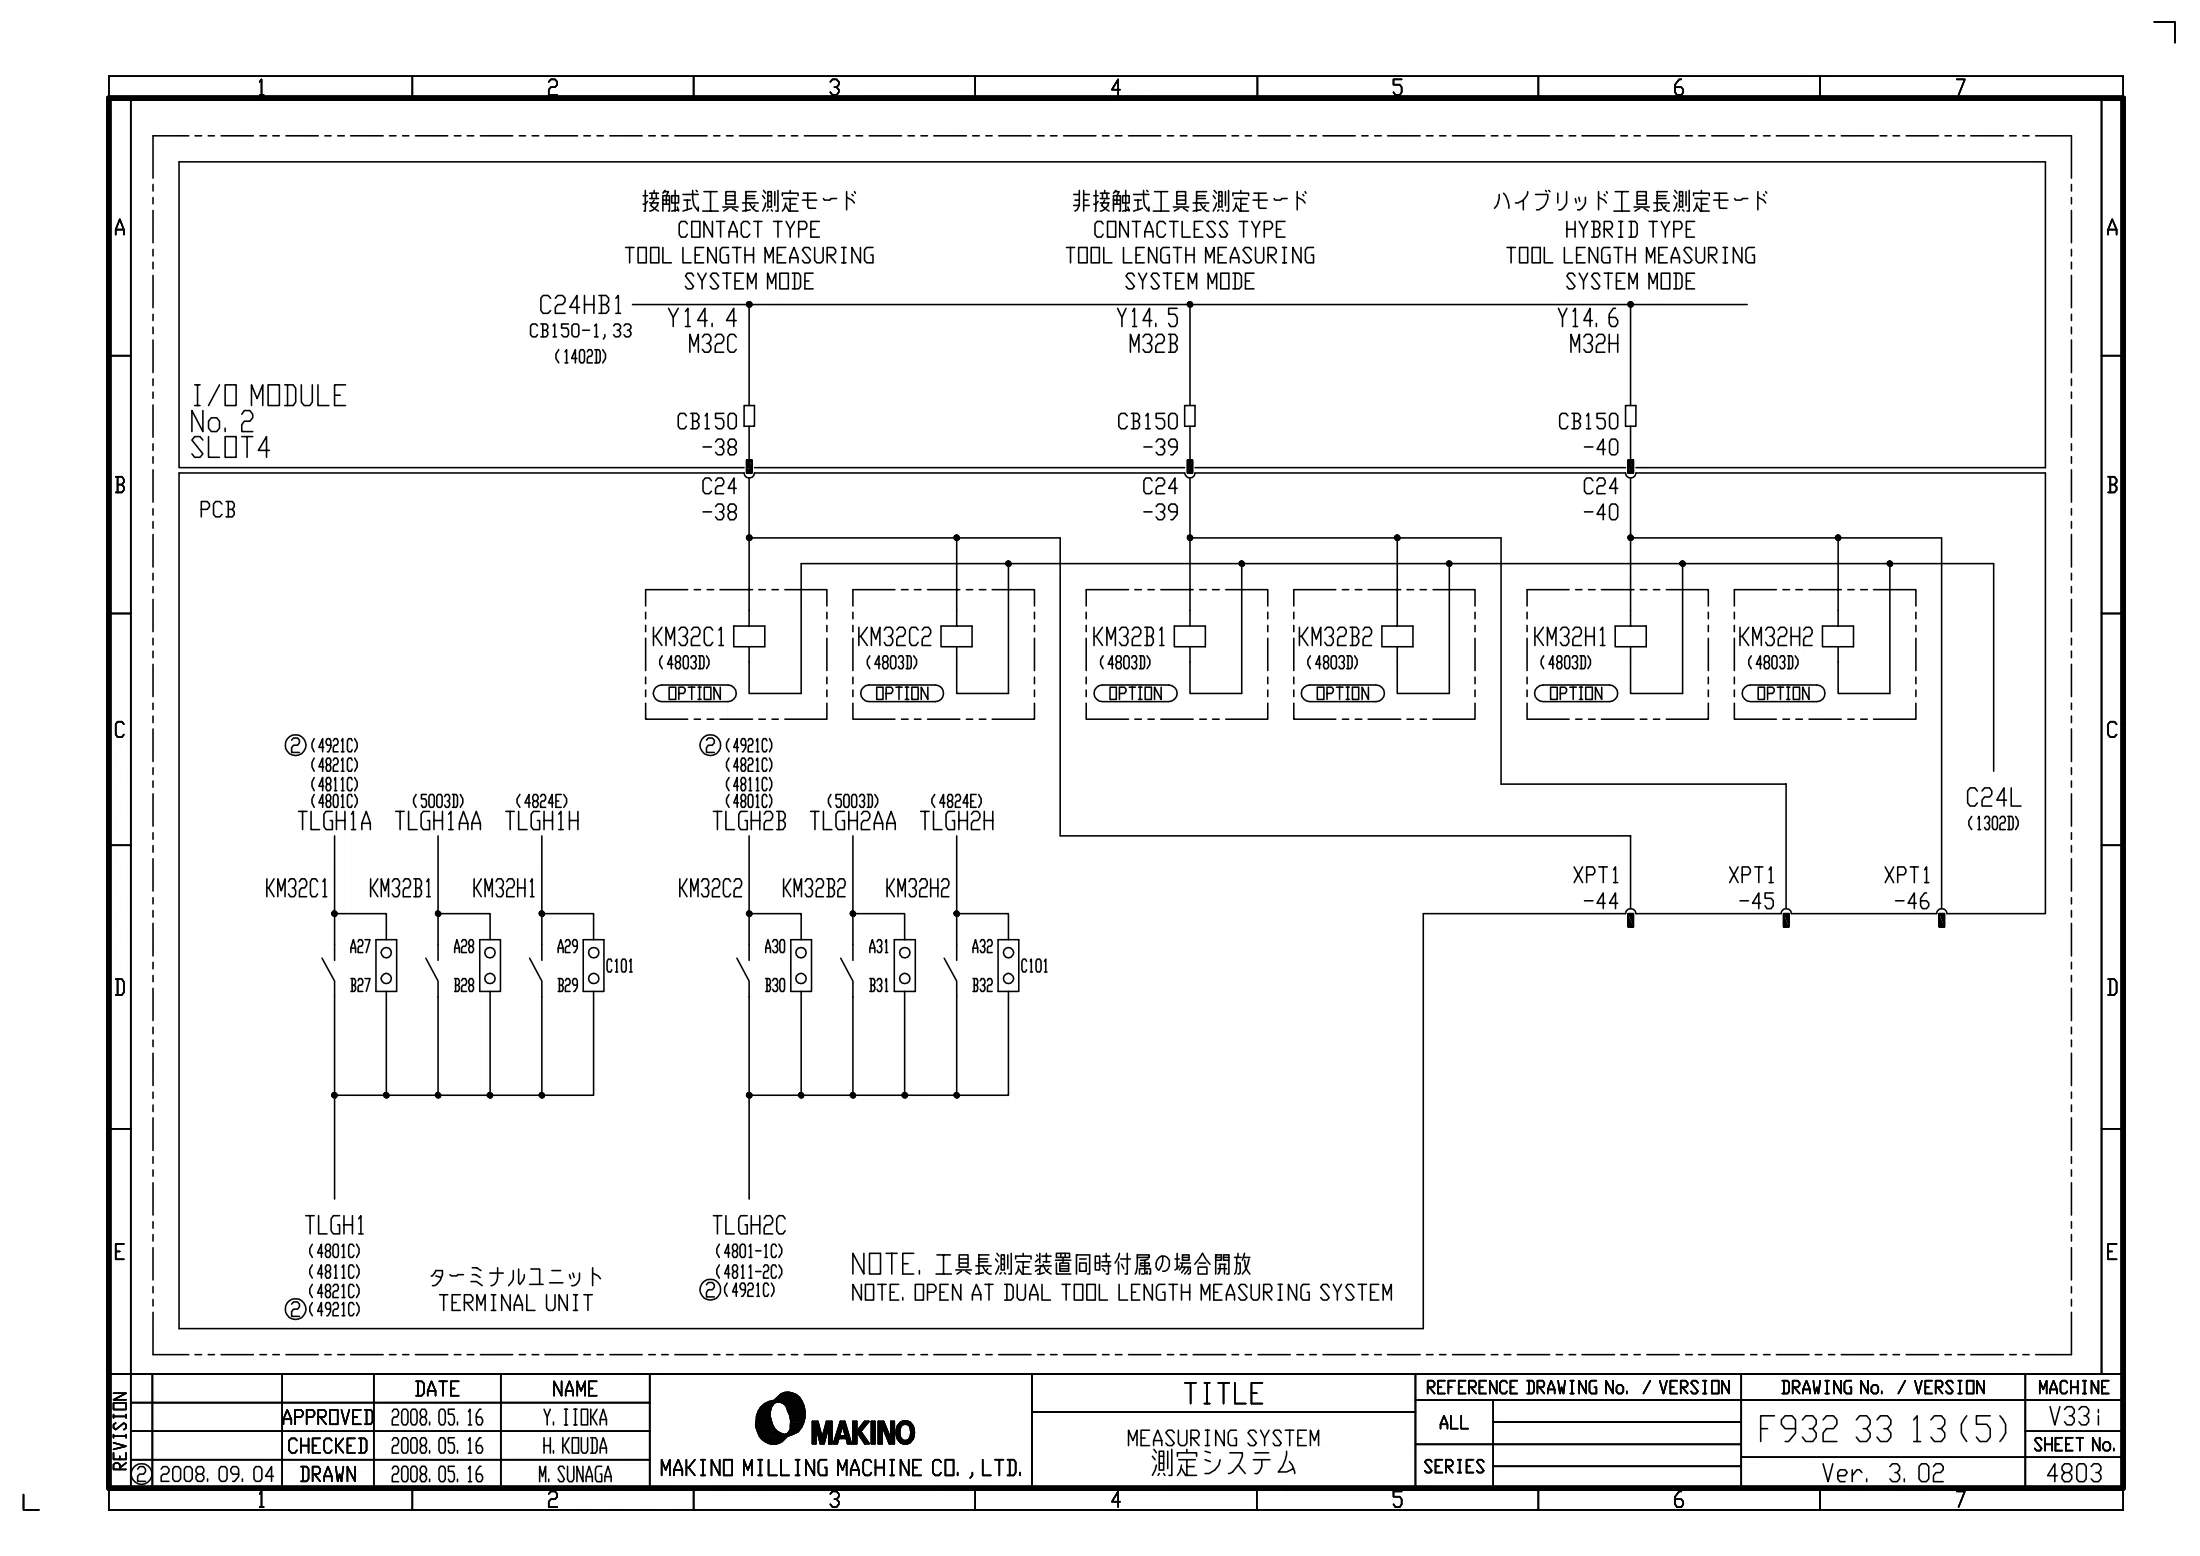 1 2 3 4 5 6 7
A A
B B
C C
D D
E E
接触式工具長測定モード
CONTACT TYPE
TOOL LENGTH MEASURING
SYSTEM MODE
非接触式工具長測定モード
CONTACTLESS TYPE
TOOL LENGTH MEASURING
SYSTEM MODE
ハイブリッド工具長測定モード
HYBRID TYPE
TOOL LENGTH MEASURING
SYSTEM MODE
C24HB1
CB150-1,33
(1402D)
Y14.4
M32C
Y14.5
M32B
Y14.6
M32H
I/O MODULE
No. 2
SLOT4
CB150
-38
CB150
-39
CB150
-40
PCB
C24
-38
C24
-39
C24
-40
KM32C1
(4803D)
OPTION
KM32C2
(4803D)
OPTION
KM32B1
(4803D)
OPTION
KM32B2
(4803D)
OPTION
KM32H1
(4803D)
OPTION
KM32H2
(4803D)
OPTION
C24L
(1302D)
XPT1
-44
XPT1
-45
XPT1
-46
②(4921C)
(4821C)
(4811C)
(4801C)
TLGH1A
(5003D)
TLGH1AA
(4824E)
TLGH1H
②(4921C)
(4821C)
(4811C)
(4801C)
TLGH2B
(5003D)
TLGH2AA
(4824E)
TLGH2H
KM32C1 KM32B1 KM32H1
KM32C2 KM32B2 KM32H2
A27 A28 A29
C101
B27 B28 B29
A30 A31 A32
C101
B30 B31 B32
TLGH1
(4801C)
(4811C)
(4821C)
②(4921C)
ターミナルユニット
TERMINAL UNIT
TLGH2C
(4801-1C)
(4811-2C)
②(4921C)
NOTE. 工具長測定装置同時付属の場合開放
NOTE. OPEN AT DUAL TOOL LENGTH MEASURING SYSTEM
REVISION
② 2008.09.04
DATE NAME
APPROVED 2008.05.16 Y. IIOKA
CHECKED 2008.05.16 H. KOUDA
DRAWN 2008.05.16 M. SUNAGA
MAKINO
MAKINO MILLING MACHINE CO.,LTD.
TITLE
MEASURING SYSTEM
測定システム
REFERENCE DRAWING No. / VERSION
ALL
SERIES
DRAWING No. / VERSION
F932 33 13(5)
Ver. 3.02
MACHINE
V33i
SHEET No.
4803
1 2 3 4 5 6 7